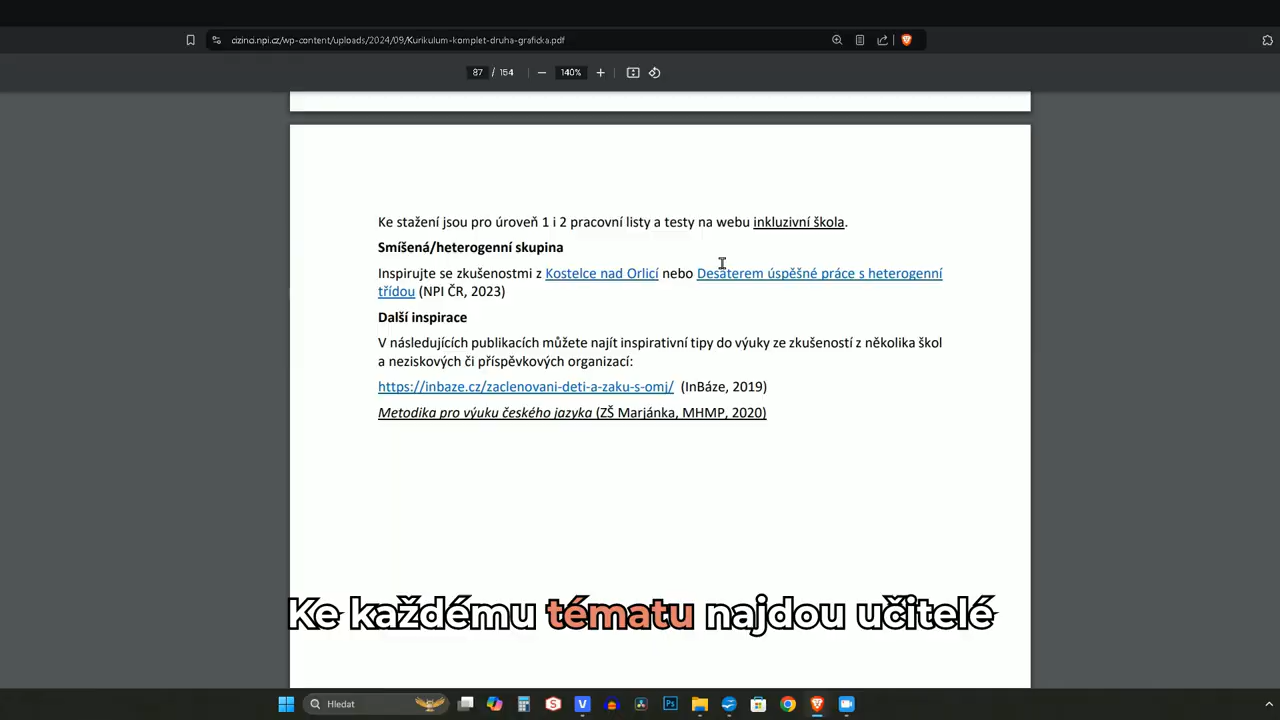 cizinci.npi.cz/wp-content/uploads/2024/09/Kurikulum-komplet-druha-graficka.pdf
87 / 164 140%
Ke stažení jsou pro úroveň 1 i 2 pracovní listy a testy na webu inkluzivní škola.
Smíšená/heterogenní skupina
Inspirujte se zkušenostmi z Kostelce nad Orlicí nebo Desaterem úspěšné práce s heterogenní
třídou (NPI ČR, 2023)
Další inspirace
V následujících publikacích můžete najít inspirativní tipy do výuky ze zkušeností z několika škol
a neziskových či příspěvkových organizací:
https://inbaze.cz/zaclenovani-deti-a-zaku-s-omj/ (InBáze, 2019)
Metodika pro výuku českého jazyka (ZŠ Marjánka, MHMP, 2020)
Ke každému tématu najdou učitelé
Hledat